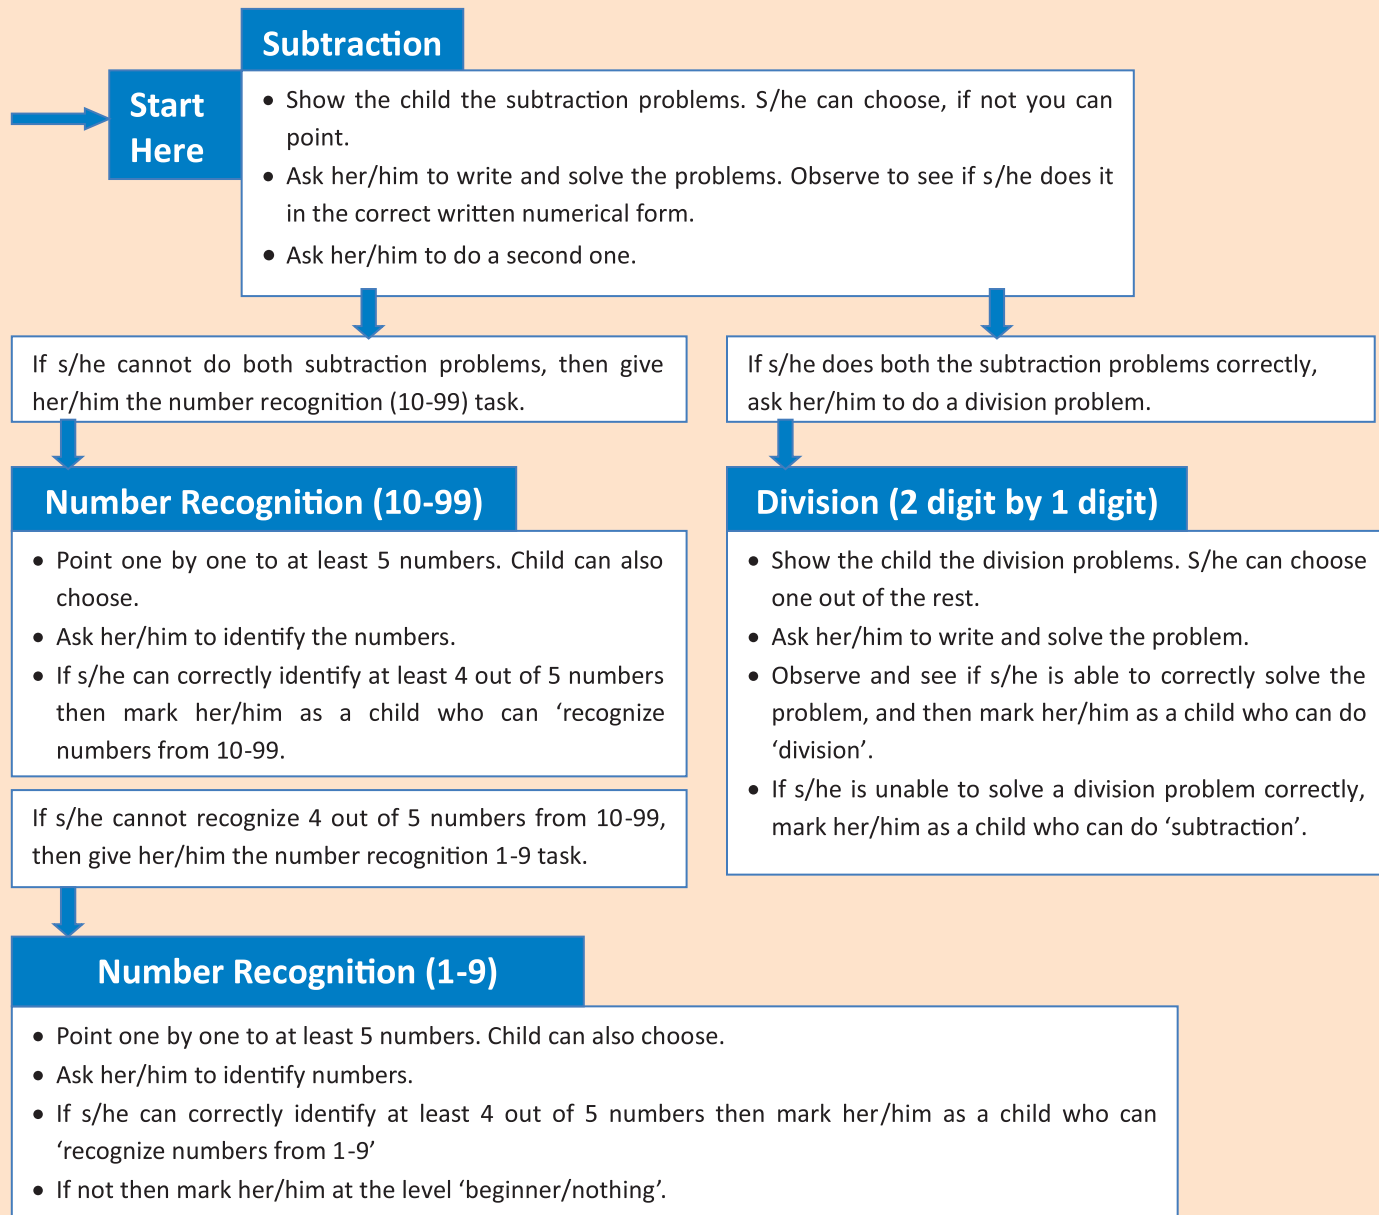 Subtraction
Start
Here
• Show the child the subtraction problems. S/he can choose, if not you can
point.
• Ask her/him to write and solve the problems. Observe to see if s/he does it
in the correct written numerical form.
• Ask her/him to do a second one.
If s/he cannot do both subtraction problems, then give
her/him the number recognition (10-99) task.
If s/he does both the subtraction problems correctly,
ask her/him to do a division problem.
Number Recognition (10-99)
• Point one by one to at least 5 numbers. Child can also
choose.
• Ask her/him to identify the numbers.
• If s/he can correctly identify at least 4 out of 5 numbers
then mark her/him as a child who can ‘recognize
numbers from 10-99.
If s/he cannot recognize 4 out of 5 numbers from 10-99,
then give her/him the number recognition 1-9 task.
Division (2 digit by 1 digit)
• Show the child the division problems. S/he can choose
one out of the rest.
• Ask her/him to write and solve the problem.
• Observe and see if s/he is able to correctly solve the
problem, and then mark her/him as a child who can do
‘division’.
• If s/he is unable to solve a division problem correctly,
mark her/him as a child who can do ‘subtraction’.
Number Recognition (1-9)
• Point one by one to at least 5 numbers. Child can also choose.
• Ask her/him to identify numbers.
• If s/he can correctly identify at least 4 out of 5 numbers then mark her/him as a child who can
‘recognize numbers from 1-9’
• If not then mark her/him at the level ‘beginner/nothing’.